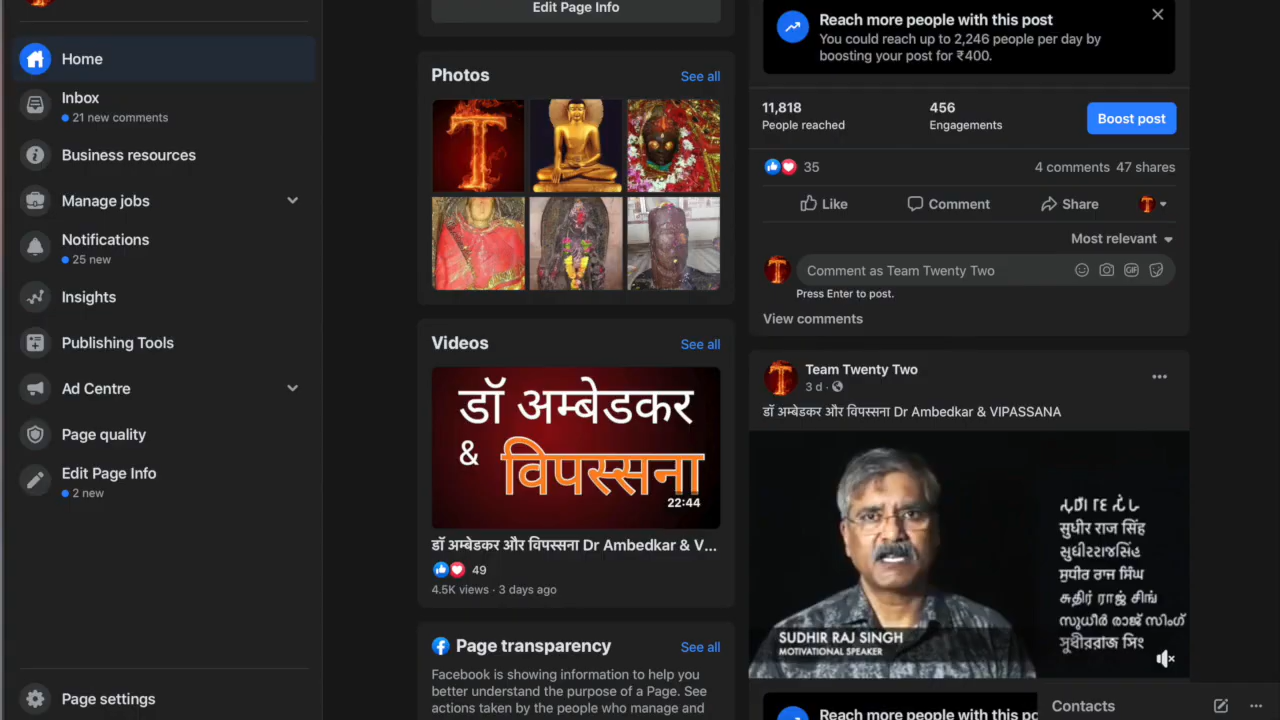 Home
Inbox
21 new comments
Business resources
Manage jobs
Notifications
25 new
Insights
Publishing Tools
Ad Centre
Page quality
Edit Page Info
2 new
Page settings
Edit Page Info
Photos
See all
T
Videos
See all
डॉ अम्बेडकर
&
विपस्सना
22:44
डॉ अम्बेडकर और विपस्सना Dr Ambedkar & V...
49
4.5K views · 3 days ago
Page transparency
See all
Facebook is showing information to help you
better understand the purpose of a Page. See
actions taken by the people who manage and
Reach more people with this post
You could reach up to 2,246 people per day by
boosting your post for ₹400.
11,818
People reached
456
Engagements
Boost post
35
4 comments 47 shares
Like
Comment
Share
Most relevant
Comment as Team Twenty Two
GIF
Press Enter to post.
View comments
Team Twenty Two
3 d ·
डॉ अम्बेडकर और विपस्सना Dr Ambedkar & VIPASSANA
सुधीर राज सिंह
SUDHIR RAJ SINGH
MOTIVATIONAL SPEAKER
Reach more people with this po
Contacts